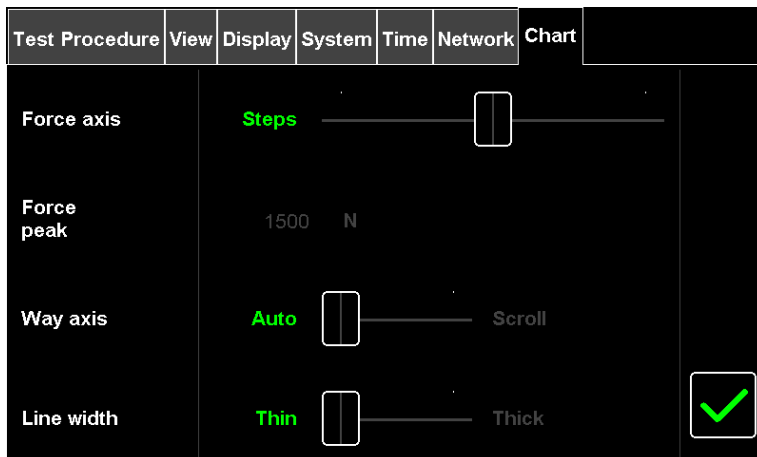 Test Procedure View Display System Time Network Chart
Force axis Steps
Force
peak
1500 N
Way axis Auto Scroll
Line width Thin Thick